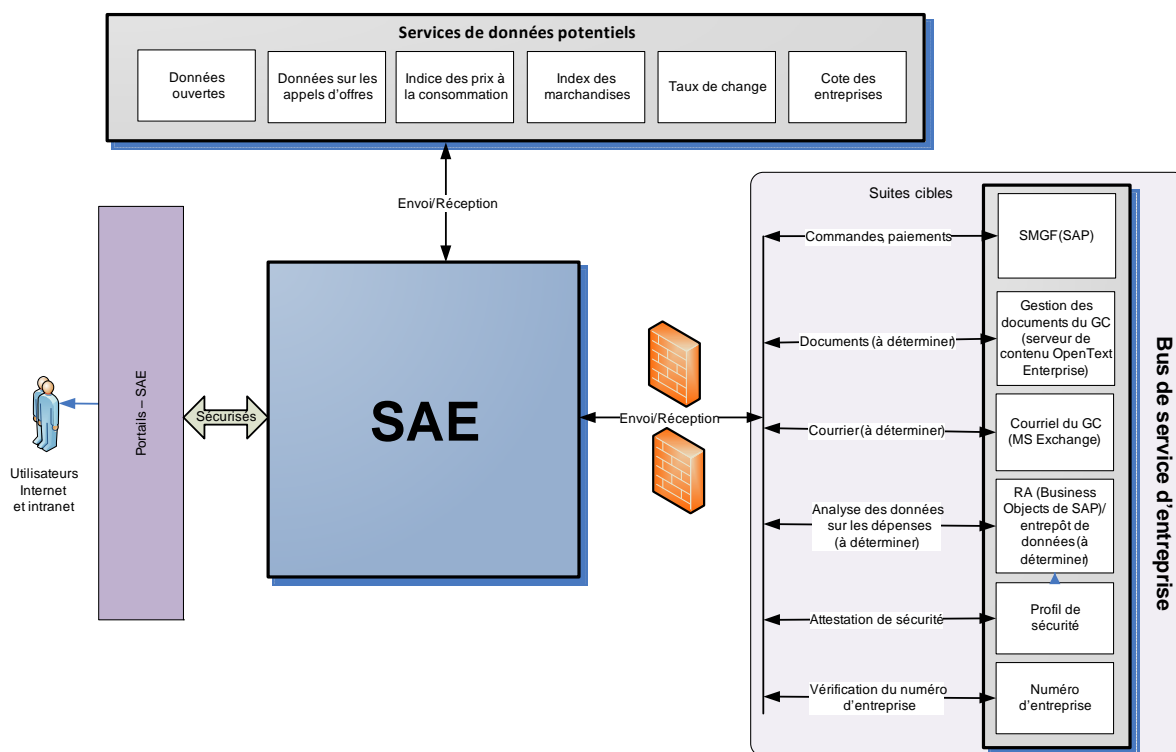 Services de données potentiels
Données
ouvertes
Données sur les
appels d'offres
Indice des prix à
la consommation
Index des
marchandises
Taux de change
Cote des
entreprises
Envoi/Réception
Suites cibles
Commandes, paiements
SMGF (SAP)
Documents (à déterminer)
Gestion des
documents du GC
(serveur de
contenu OpenText
Enterprise)
Portails – SAE
Sécurisés
SAE
Envoi/Réception
Courrier (à déterminer)
Courriel du GC
(MS Exchange)
Utilisateurs
Internet
et intranet
Analyse des données
sur les dépenses
(à déterminer)
RA (Business
Objects de SAP)/
entrepôt de
données (à
déterminer)
Attestation de sécurité
Profil de
sécurité
Vérification du numéro
d'entreprise
Numéro
d'entreprise
Bus de service d'entreprise